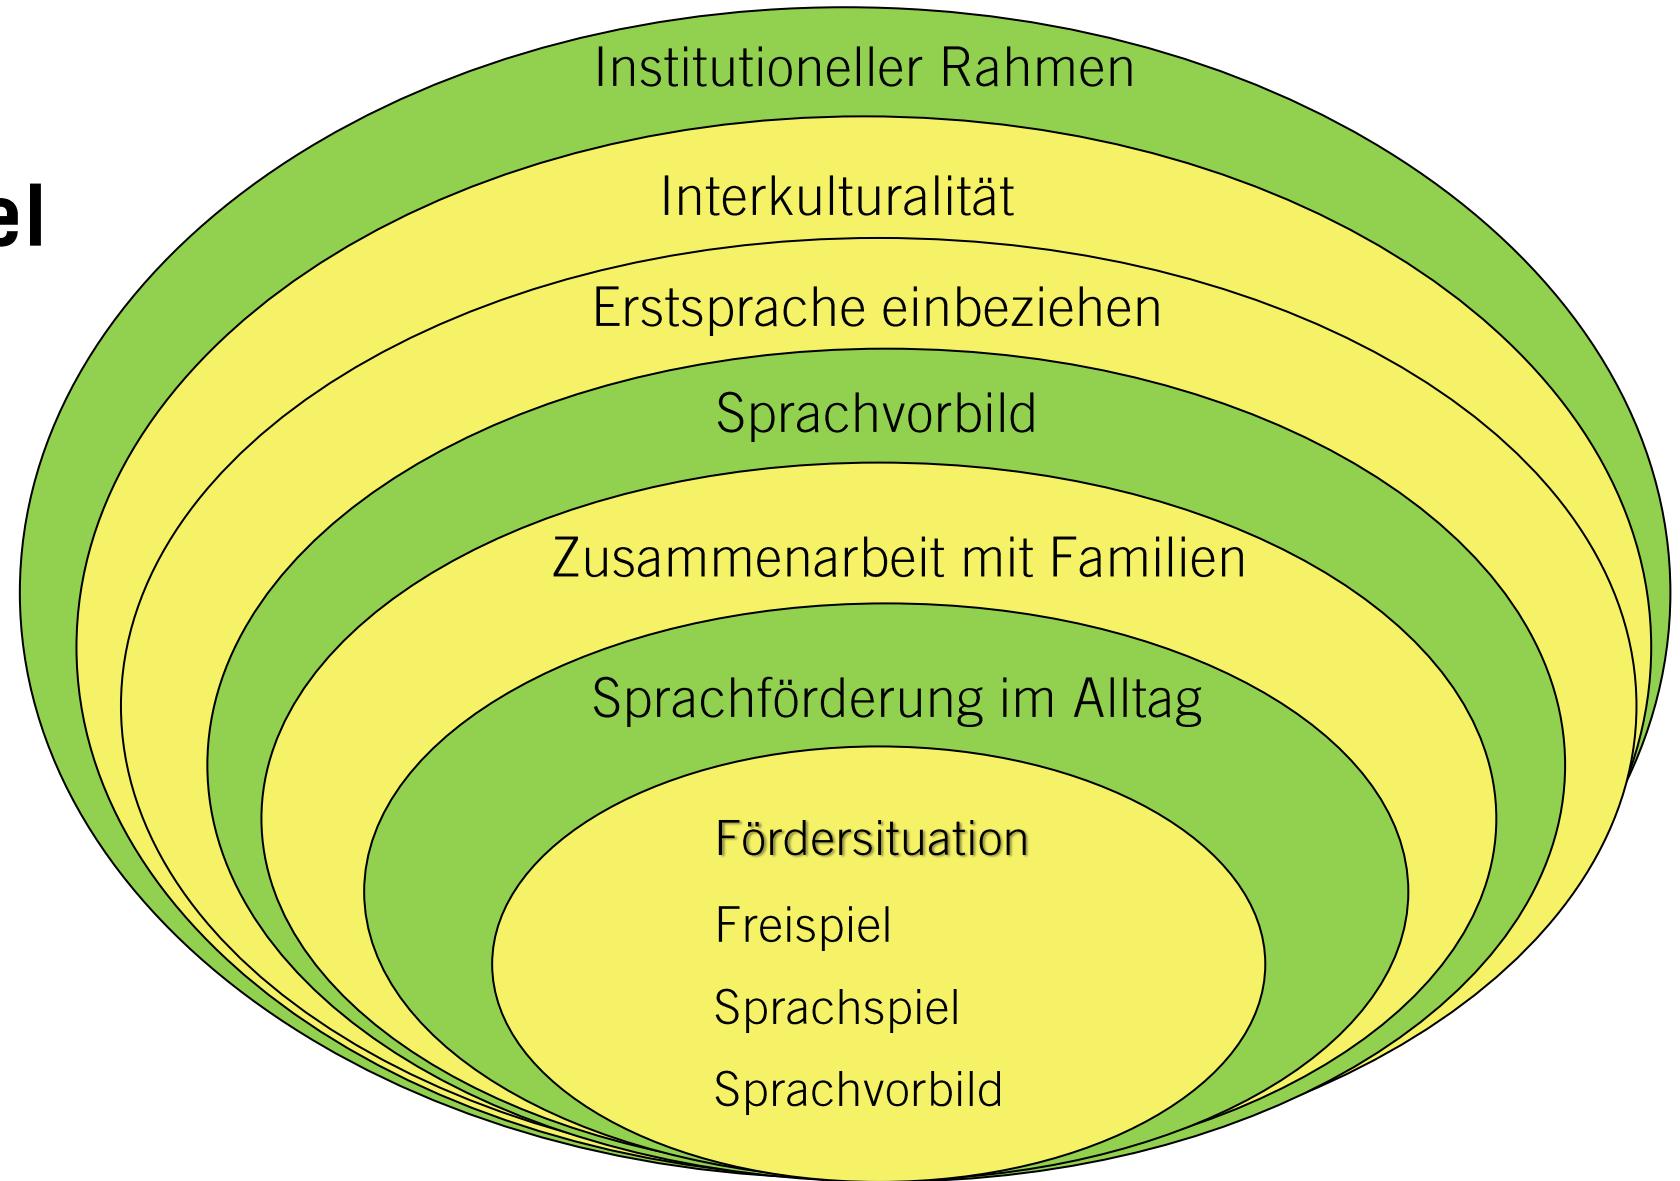 Institutioneller Rahmen
Interkulturalität
el
Erstsprache einbeziehen
Sprachvorbild
Zusammenarbeit mit Familien
Sprachförderung im Alltag
Fördersituation
Freispiel
Sprachspiel
Sprachvorbild